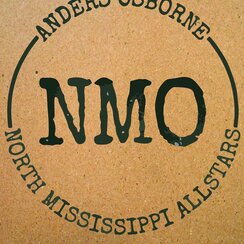 ANDERS OSBORNE
NMO
NORTH MISSISSIPPI ALLSTARS